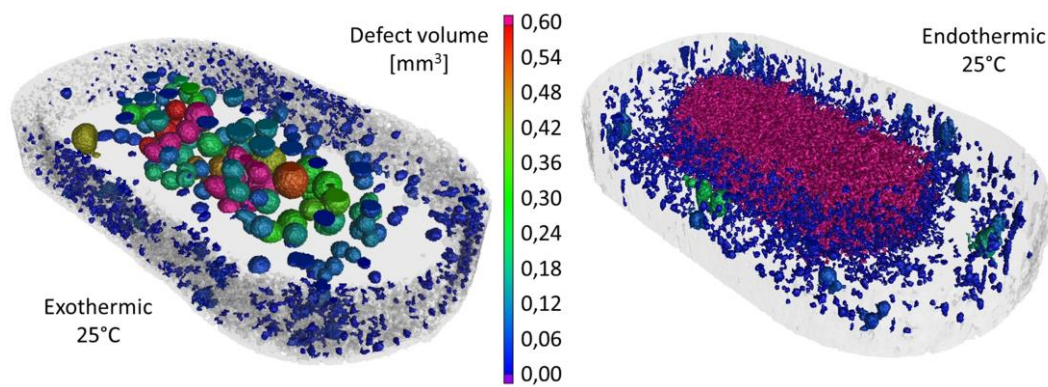 Defect volume
[mm³]
Exothermic
25°C
0,60
0,54
0,48
0,42
0,36
0,30
0,24
0,18
0,12
0,06
0,00
Endothermic
25°C